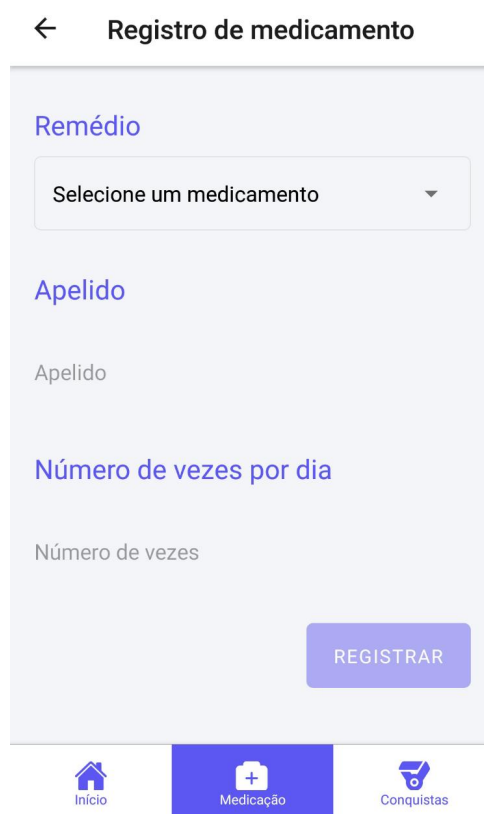 Registro de medicamento
Remédio
Selecione um medicamento
Apelido
Apelido
Número de vezes por dia
Número de vezes
REGISTRAR
Início
Medicação
Conquistas